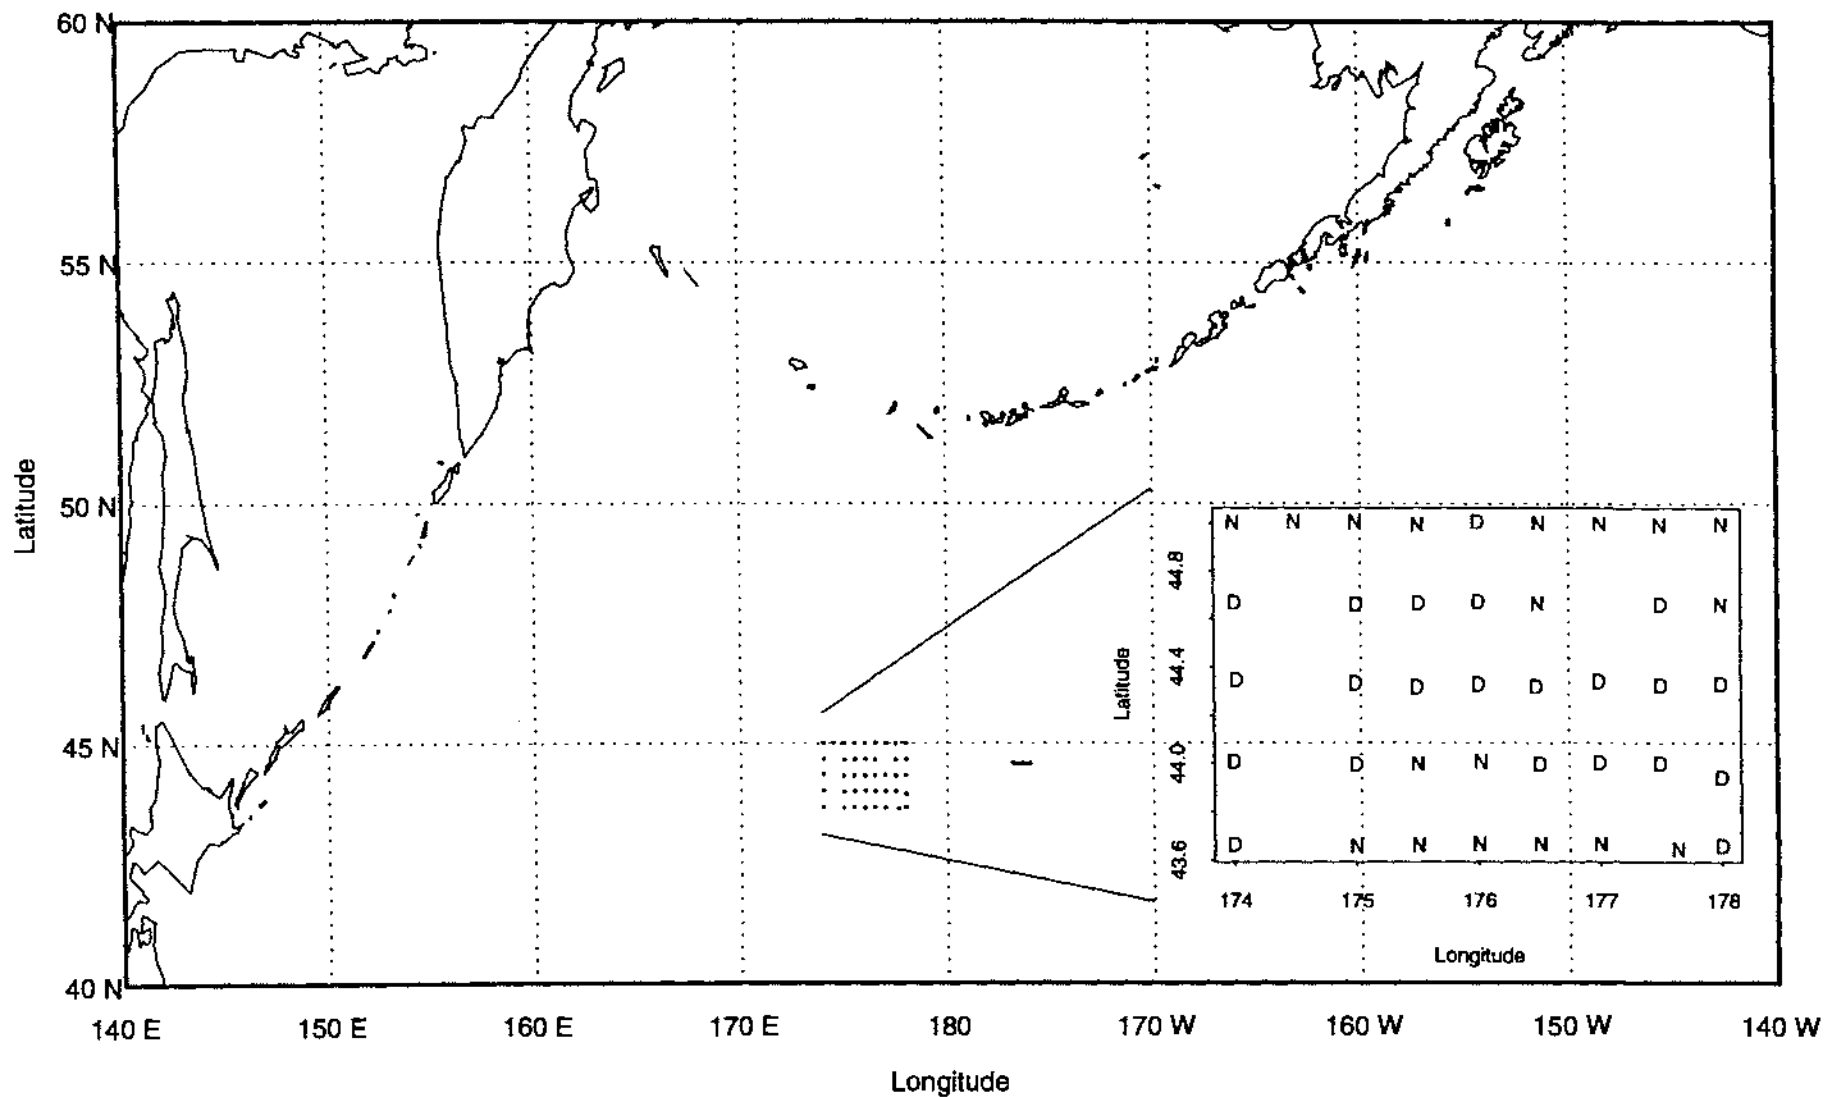 60 N
55 N
50 N
45 N
40 N
Latitude
140 E 150 E 160 E 170 E 180 170 W 160 W 150 W 140 W
Longitude
N N N N D N N N N
D D D D N D N
D D D D D D D D
D D N N D D D D
D N N N N N N D
44.8
44.4
44.0
43.6
Latitude
174 175 176 177 178
Longitude